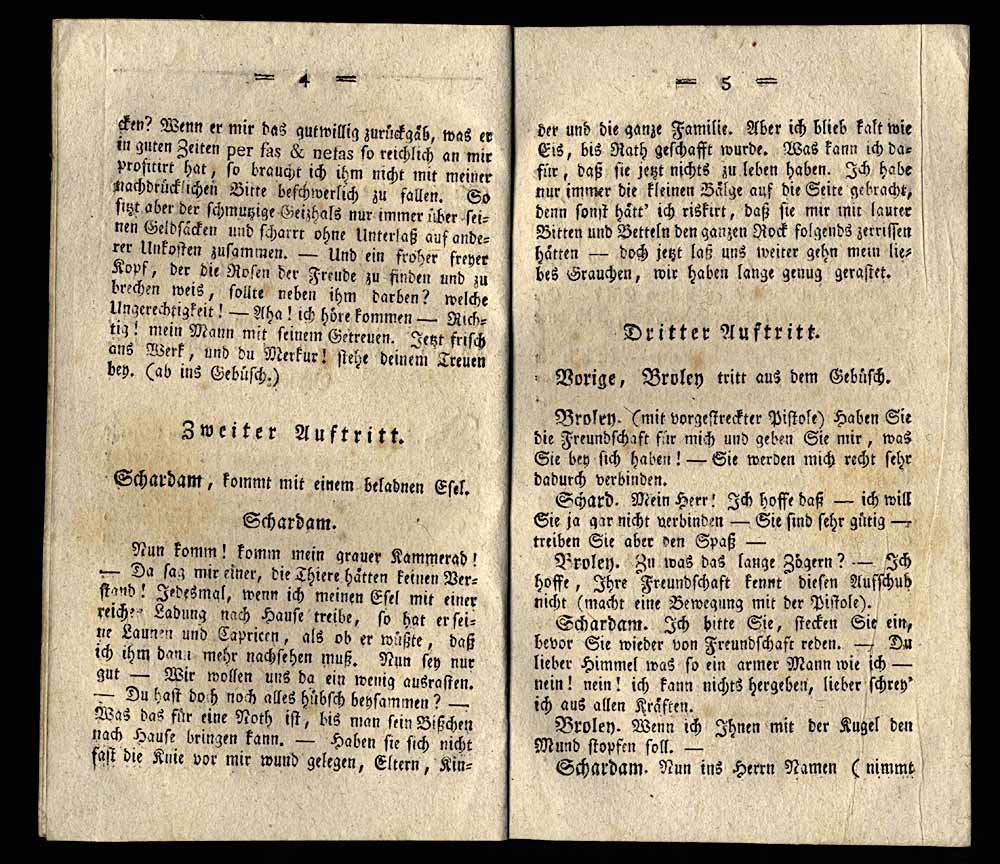 = 4 =
cken? Wenn er mir das gutwillig zurückgäb, was er
in guten Zeiten per fas & nefas so reichlich an mir
profitirt hat, so braucht ich ihm nicht mit meiner
nachdrücklichen Bitte beschwerlich zu fallen. So
sitzt aber der schmutzige Geizhals nur immer über sei=
nen Geldsäcken und scharrt ohne Unterlaß auf ande=
rer Unkosten zusammen. — Und ein froher freyer
Kopf, der die Rosen der Freude zu finden und zu
brechen weis, sollte neben ihm darben? welche
Ungerechtigkeit! — Aha! ich höre kommen — Rich=
tig! mein Mann mit seinem Getreuen. Jetzt frisch
ans Werk, und du Merkur! stehe deinem Treuen
bey. (ab ins Gebüsch.)
Zweiter Auftritt.
Schardam, kommt mit einem beladnen Esel.
Schardam.
Nun komm! komm mein grauer Kammerad!
— Da sag mir einer, die Thiere hätten keinen Ver=
stand! Jedesmal, wenn ich meinen Esel mit einer
reichen Ladung nach Hause treibe, so hat er sei=
ne Launen und Capricen, als ob er wüßte, daß
ich ihm dann mehr nachsehen muß. Nun sey nur
gut — Wir wollen uns da ein wenig ausrasten.
— Du hast doch noch alles hübsch beysammen? —
Was das für eine Noth ist, bis man sein Bißchen
nach Hause bringen kann. — Haben sie sich nicht
fast die Knie vor mir wund gelegen, Eltern, Kin=
= 5 =
der und die ganze Familie. Aber ich blieb kalt wie
Eis, bis Rath geschafft wurde. Was kann ich da=
für, daß sie jetzt nichts zu leben haben. Ich habe
nur immer die kleinen Bälge auf die Seite gebracht,
denn sonst hätt' ich riskirt, daß sie mir mit lauter
Bitten und Betteln den ganzen Rock folgends zerrissen
hätten — doch jetzt laß uns weiter gehn mein lie=
bes Grauchen, wir haben lange genug gerastet.
Dritter Auftritt.
Vorige, Broley tritt aus dem Gebüsch.
Broley. (mit vorgestreckter Pistole) Haben Sie
die Freundschaft für mich und geben Sie mir, was
Sie bey sich haben! — Sie werden mich recht sehr
dadurch verbinden.
Schard. Mein Herr! Ich hoffe daß — ich will
Sie ja gar nicht verbinden — Sie sind sehr gütig —
treiben Sie aber den Spaß —
Broley. Zu was das lange Zögern? — Ich
hoffe, Ihre Freundschaft kennt diesen Aufschub
nicht (macht eine Bewegung mit der Pistole).
Schardam. Ich bitte Sie, stecken Sie ein,
bevor Sie wieder von Freundschaft reden. — Du
lieber Himmel was so ein armer Mann wie ich —
nein! nein! ich kann nichts hergeben, lieber schrey'
ich aus allen Kräften.
Broley. Wenn ich Ihnen mit der Kugel den
Mund stopfen soll. —
Schardam. Nun ins Herrn Namen (nimmt